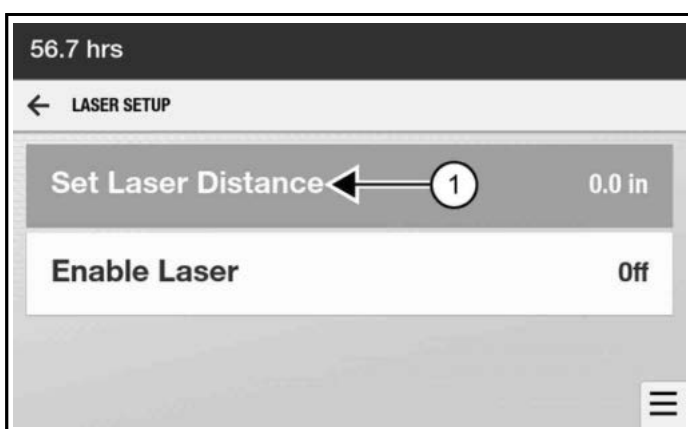 56.7 hrs
LASER SETUP
Set Laser Distance 1 0.0 in
Enable Laser Off